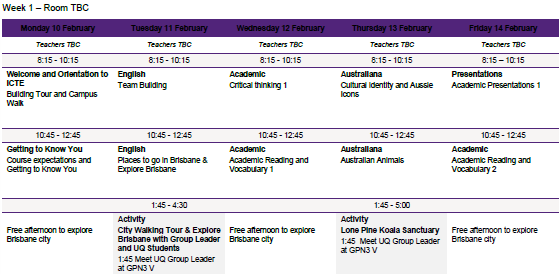 Week 1 – Room TBC
Monday 10 February Tuesday 11 February Wednesday 12 February Thursday 13 February Friday 14 February
Teachers TBC Teachers TBC Teachers TBC Teachers TBC Teachers TBC
8:15 - 10:15 8:15 - 10:15 8:15 - 10:15 8:15 - 10:15 8:15 – 10:15
Welcome and Orientation to English Academic Australiana Presentations
ICTE Team Building Critical thinking 1 Cultural identity and Aussie Academic Presentations 1
Building Tour and Campus Icons
Walk
10:45 - 12:45 10:45 - 12:45 10:45 - 12:45 10:45 - 12:45 10:45 - 12:45
Getting to Know You English Academic Australiana Academic
Course expectations and Places to go in Brisbane & Academic Reading and Australian Animals Academic Reading and
Getting to Know You Explore Brisbane Vocabulary 1 Vocabulary 2
1:45 - 4:30 1:45 - 5:00
Activity Activity
Free afternoon to explore City Walking Tour & Explore Free afternoon to explore Lone Pine Koala Sanctuary Free afternoon to explore
Brisbane city Brisbane with Group Leader Brisbane city 1:45 Meet UQ Group Leader Brisbane city
and UQ Students at GPN3 V
1:45 Meet UQ Group Leader
at GPN3 V